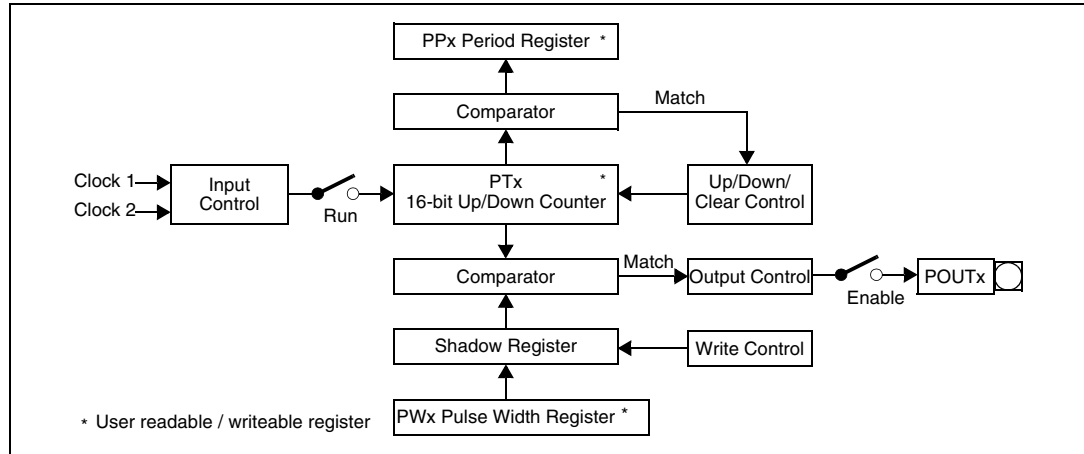 PPx Period Register *
Comparator
Match
Clock 1
Clock 2
Input
Control
Run
PTx *
16-bit Up/Down Counter
Up/Down/
Clear Control
Comparator
Match
Output Control
Enable
POUTx
Shadow Register
Write Control
PWx Pulse Width Register *
* User readable / writeable register